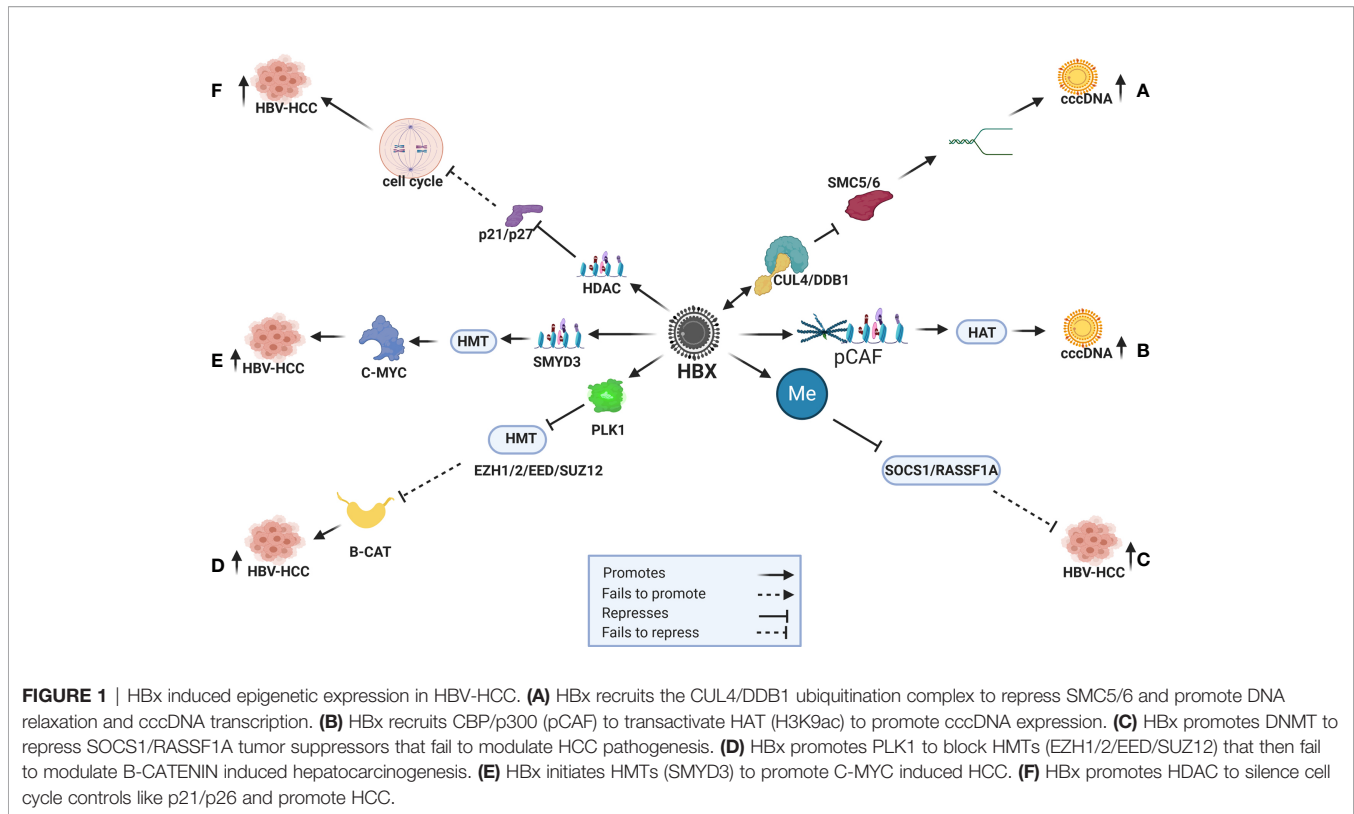 F
HBV-HCC
cell cycle
p21/p27
HDAC
A
cccDNA
SMC5/6
CUL4/DDB1
E
HBV-HCC
C-MYC
HMT
SMYD3
HBX
pCAF
HAT
cccDNA
B
PLK1
HMT
EZH1/2/EED/SUZ12
B-CAT
D
HBV-HCC
Me
SOCS1/RASSF1A
HBV-HCC
C
Promotes
Fails to promote
Represses
Fails to repress
FIGURE 1 | HBx induced epigenetic expression in HBV-HCC. (A) HBx recruits the CUL4/DDB1 ubiquitination complex to repress SMC5/6 and promote DNA
relaxation and cccDNA transcription. (B) HBx recruits CBP/p300 (pCAF) to transactivate HAT (H3K9ac) to promote cccDNA expression. (C) HBx promotes DNMT to
repress SOCS1/RASSF1A tumor suppressors that fail to modulate HCC pathogenesis. (D) HBx promotes PLK1 to block HMTs (EZH1/2/EED/SUZ12) that then fail
to modulate B-CATENIN induced hepatocarcinogenesis. (E) HBx initiates HMTs (SMYD3) to promote C-MYC induced HCC. (F) HBx promotes HDAC to silence cell
cycle controls like p21/p26 and promote HCC.